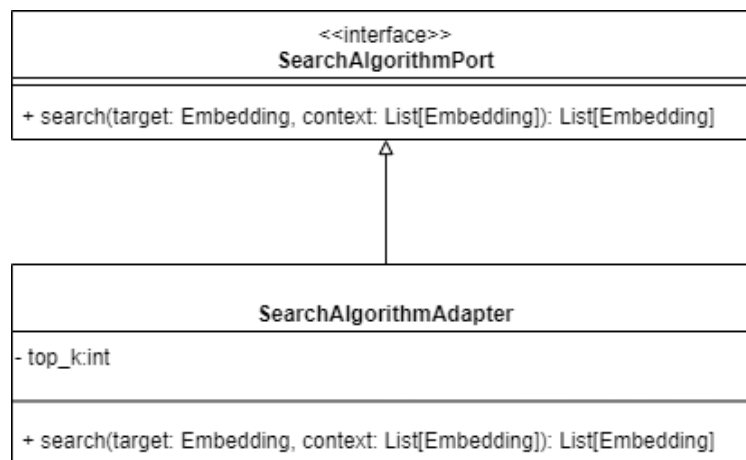 <<interface>>
SearchAlgorithmPort
+ search(target: Embedding, context: List[Embedding]): List[Embedding]
SearchAlgorithmAdapter
- top_k:int
+ search(target: Embedding, context: List[Embedding]): List[Embedding]